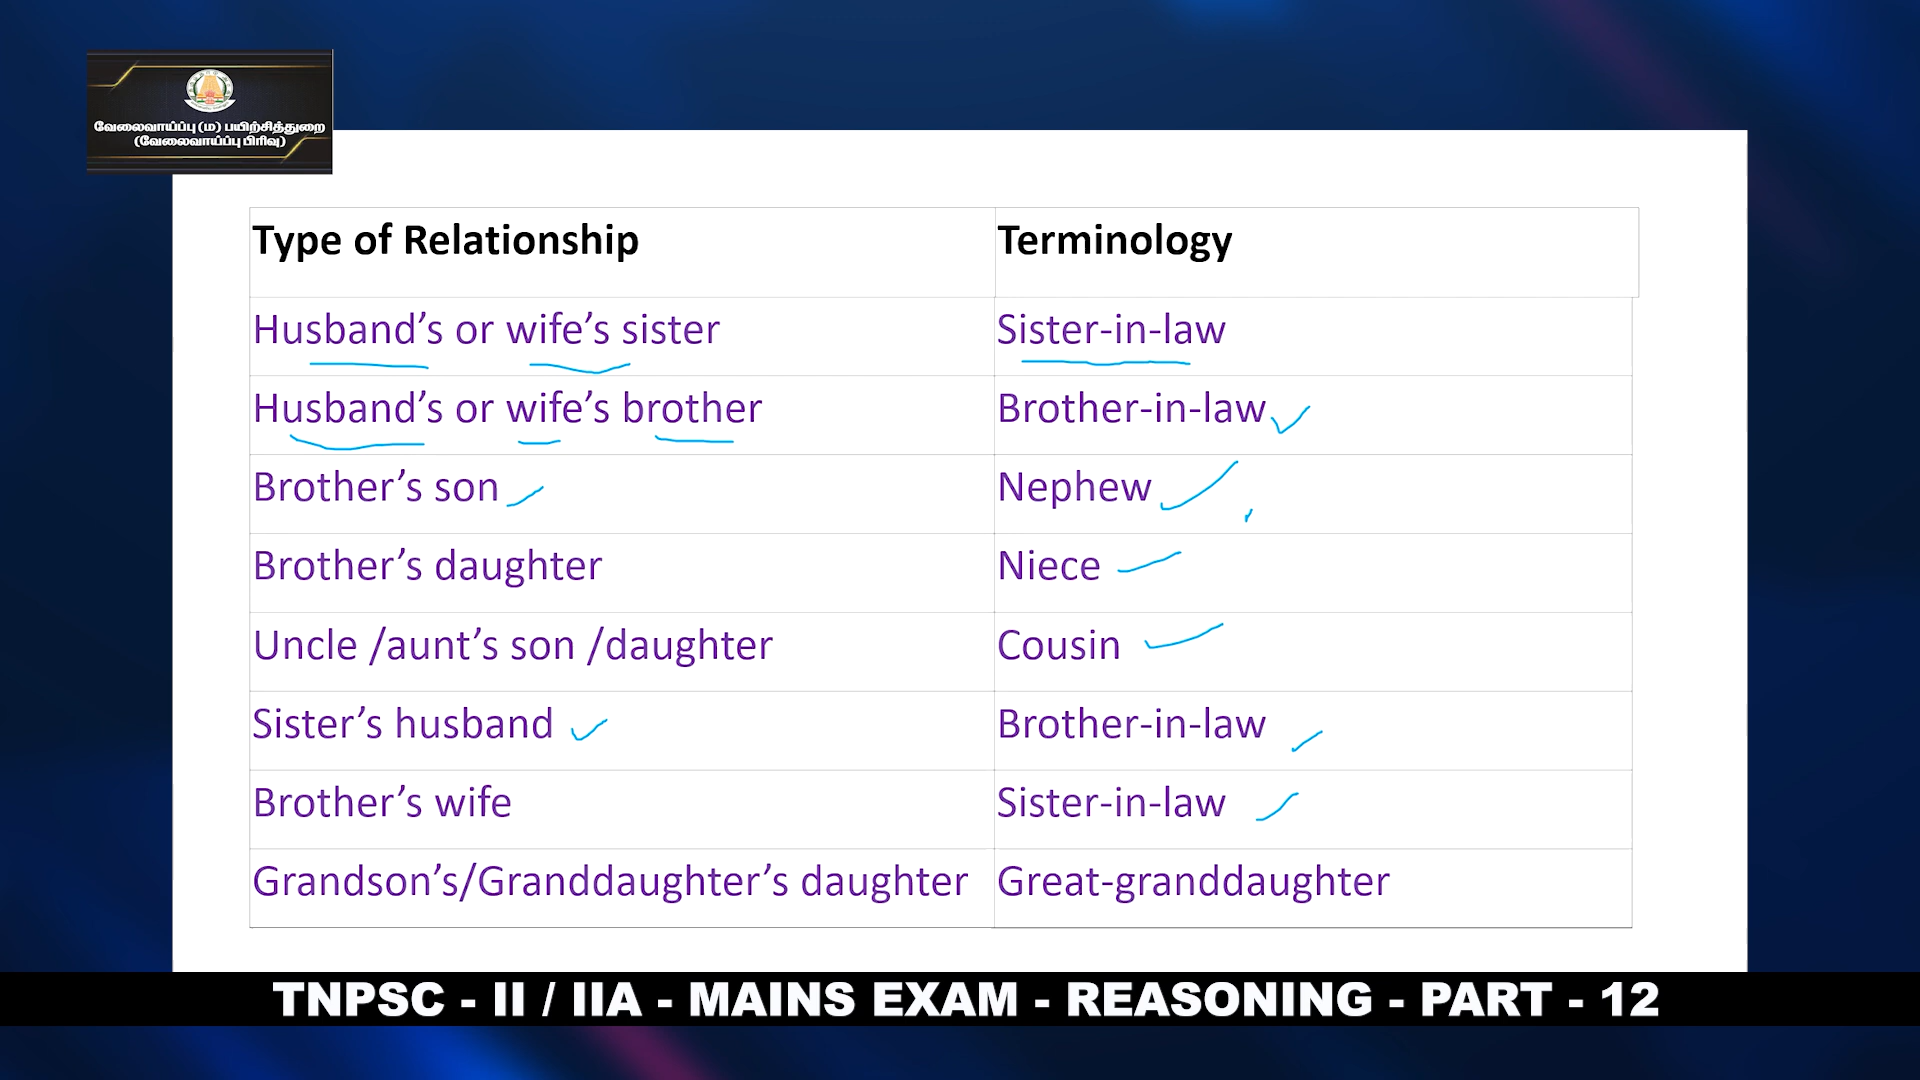 வேலைவாய்ப்பு (ம) பயிற்சித்துறை
(வேலைவாய்ப்பு பிரிவு)
Type of Relationship Terminology
Husband’s or wife’s sister Sister-in-law
Husband’s or wife’s brother Brother-in-law
Brother’s son Nephew
Brother’s daughter Niece
Uncle /aunt’s son /daughter Cousin
Sister’s husband Brother-in-law
Brother’s wife Sister-in-law
Grandson’s/Granddaughter’s daughter Great-granddaughter
TNPSC - II / IIA - MAINS EXAM - REASONING - PART - 12